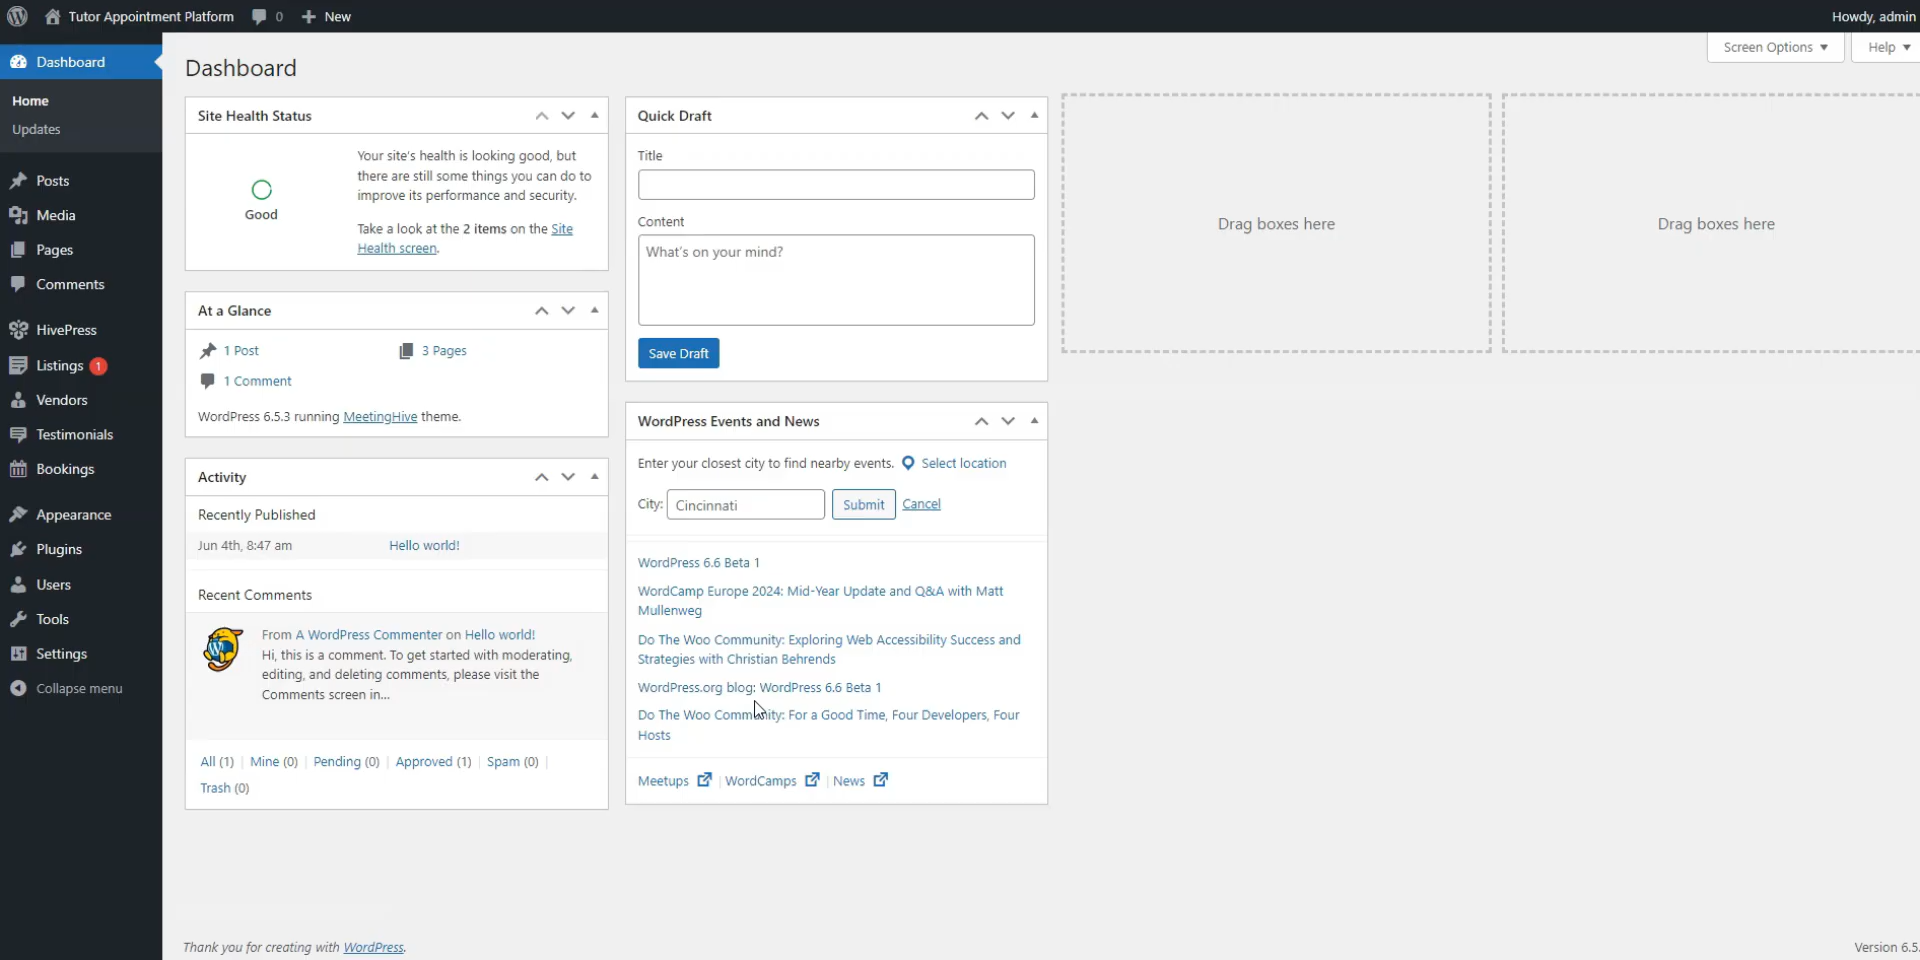 Tutor Appointment Platform 0 New Howdy, admin
Screen Options Help
Dashboard
Home
Updates
Posts
Media
Pages
Comments
HivePress
Listings 1
Vendors
Testimonials
Bookings
Appearance
Plugins
Users
Tools
Settings
Collapse menu
Dashboard
Site Health Status
Good
Your site's health is looking good, but
there are still some things you can do to
improve its performance and security.
Take a look at the 2 items on the Site
Health screen.
At a Glance
1 Post 3 Pages
1 Comment
WordPress 6.5.3 running MeetingHive theme.
Activity
Recently Published
Jun 4th, 8:47 am Hello world!
Recent Comments
From A WordPress Commenter on Hello world!
Hi, this is a comment. To get started with moderating,
editing, and deleting comments, please visit the
Comments screen in...
All (1) | Mine (0) | Pending (0) | Approved (1) | Spam (0) |
Trash (0)
Quick Draft
Title
Content
What's on your mind?
Save Draft
WordPress Events and News
Enter your closest city to find nearby events. Select location
City: Cincinnati Submit Cancel
WordPress 6.6 Beta 1
WordCamp Europe 2024: Mid-Year Update and Q&A with Matt
Mullenweg
Do The Woo Community: Exploring Web Accessibility Success and
Strategies with Christian Behrends
WordPress.org blog: WordPress 6.6 Beta 1
Do The Woo Community: For a Good Time, Four Developers, Four
Hosts
Meetups | WordCamps | News
Drag boxes here
Drag boxes here
Thank you for creating with WordPress.
Version 6.5.